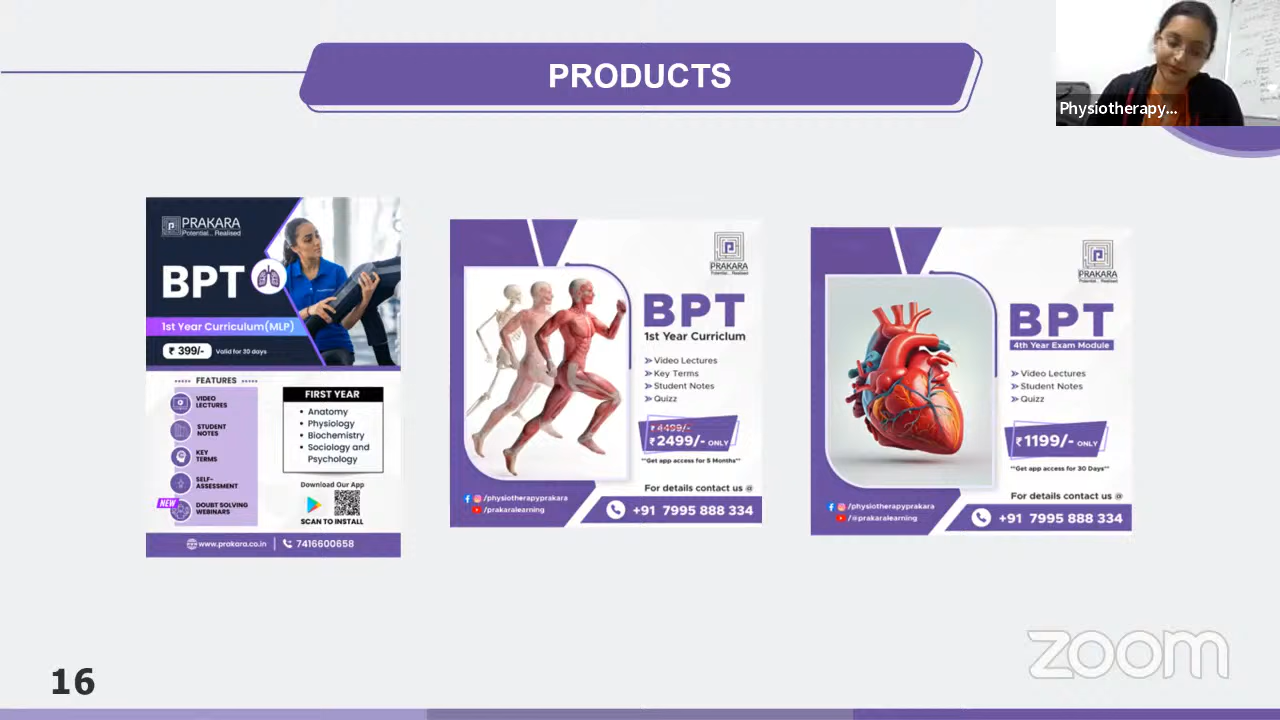 PRODUCTS
Physiotherapy...
PRAKARA
Potential... Realised
BPT
1st Year Curriculum(MLP)
₹ 399/- Valid for 30 days
FEATURES
VIDEO
LECTURES
STUDENT
NOTES
KEY
TERMS
SELF-
ASSESSMENT
NEW
DOUBT SOLVING
WEBINARS
FIRST YEAR
• Anatomy
• Physiology
• Biochemistry
• Sociology and
Psychology
Download Our App
SCAN TO INSTALL
www.prakara.co.in | 7416600658
PRAKARA
Potential... Realised
BPT
1st Year Curriclum
Video Lectures
Key Terms
Student Notes
Quizz
₹ 4499/-
₹ 2499/- ONLY
**Get app access for 5 Months**
For details contact us @
/physiotherapyprakara
/prakaralearning
+91 7995 888 334
PRAKARA
Potential... Realised
BPT
4th Year Exam Module
Video Lectures
Student Notes
Quizz
₹ 1199/- ONLY
**Get app access for 30 Days**
For details contact us @
/physiotherapyprakara
/@prakaralearning
+91 7995 888 334
zoom
16